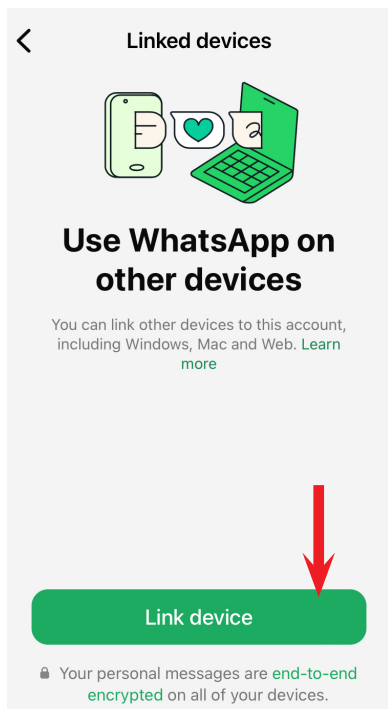 Linked devices
Use WhatsApp on
other devices
You can link other devices to this account,
including Windows, Mac and Web. Learn
more
Link device
Your personal messages are end-to-end
encrypted on all of your devices.